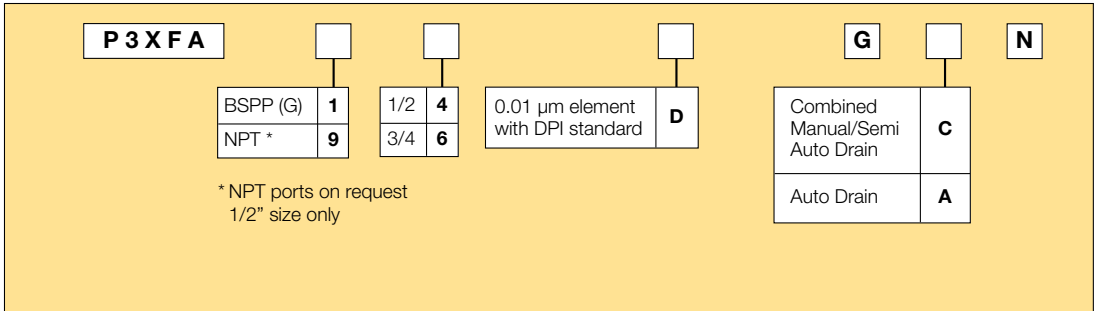 P3XFA G N
BSPP (G) 1
NPT * 9
1/2 4
3/4 6
0.01 µm element
with DPI standard
D
Combined
Manual/Semi
Auto Drain
C
Auto Drain A
* NPT ports on request
1/2” size only